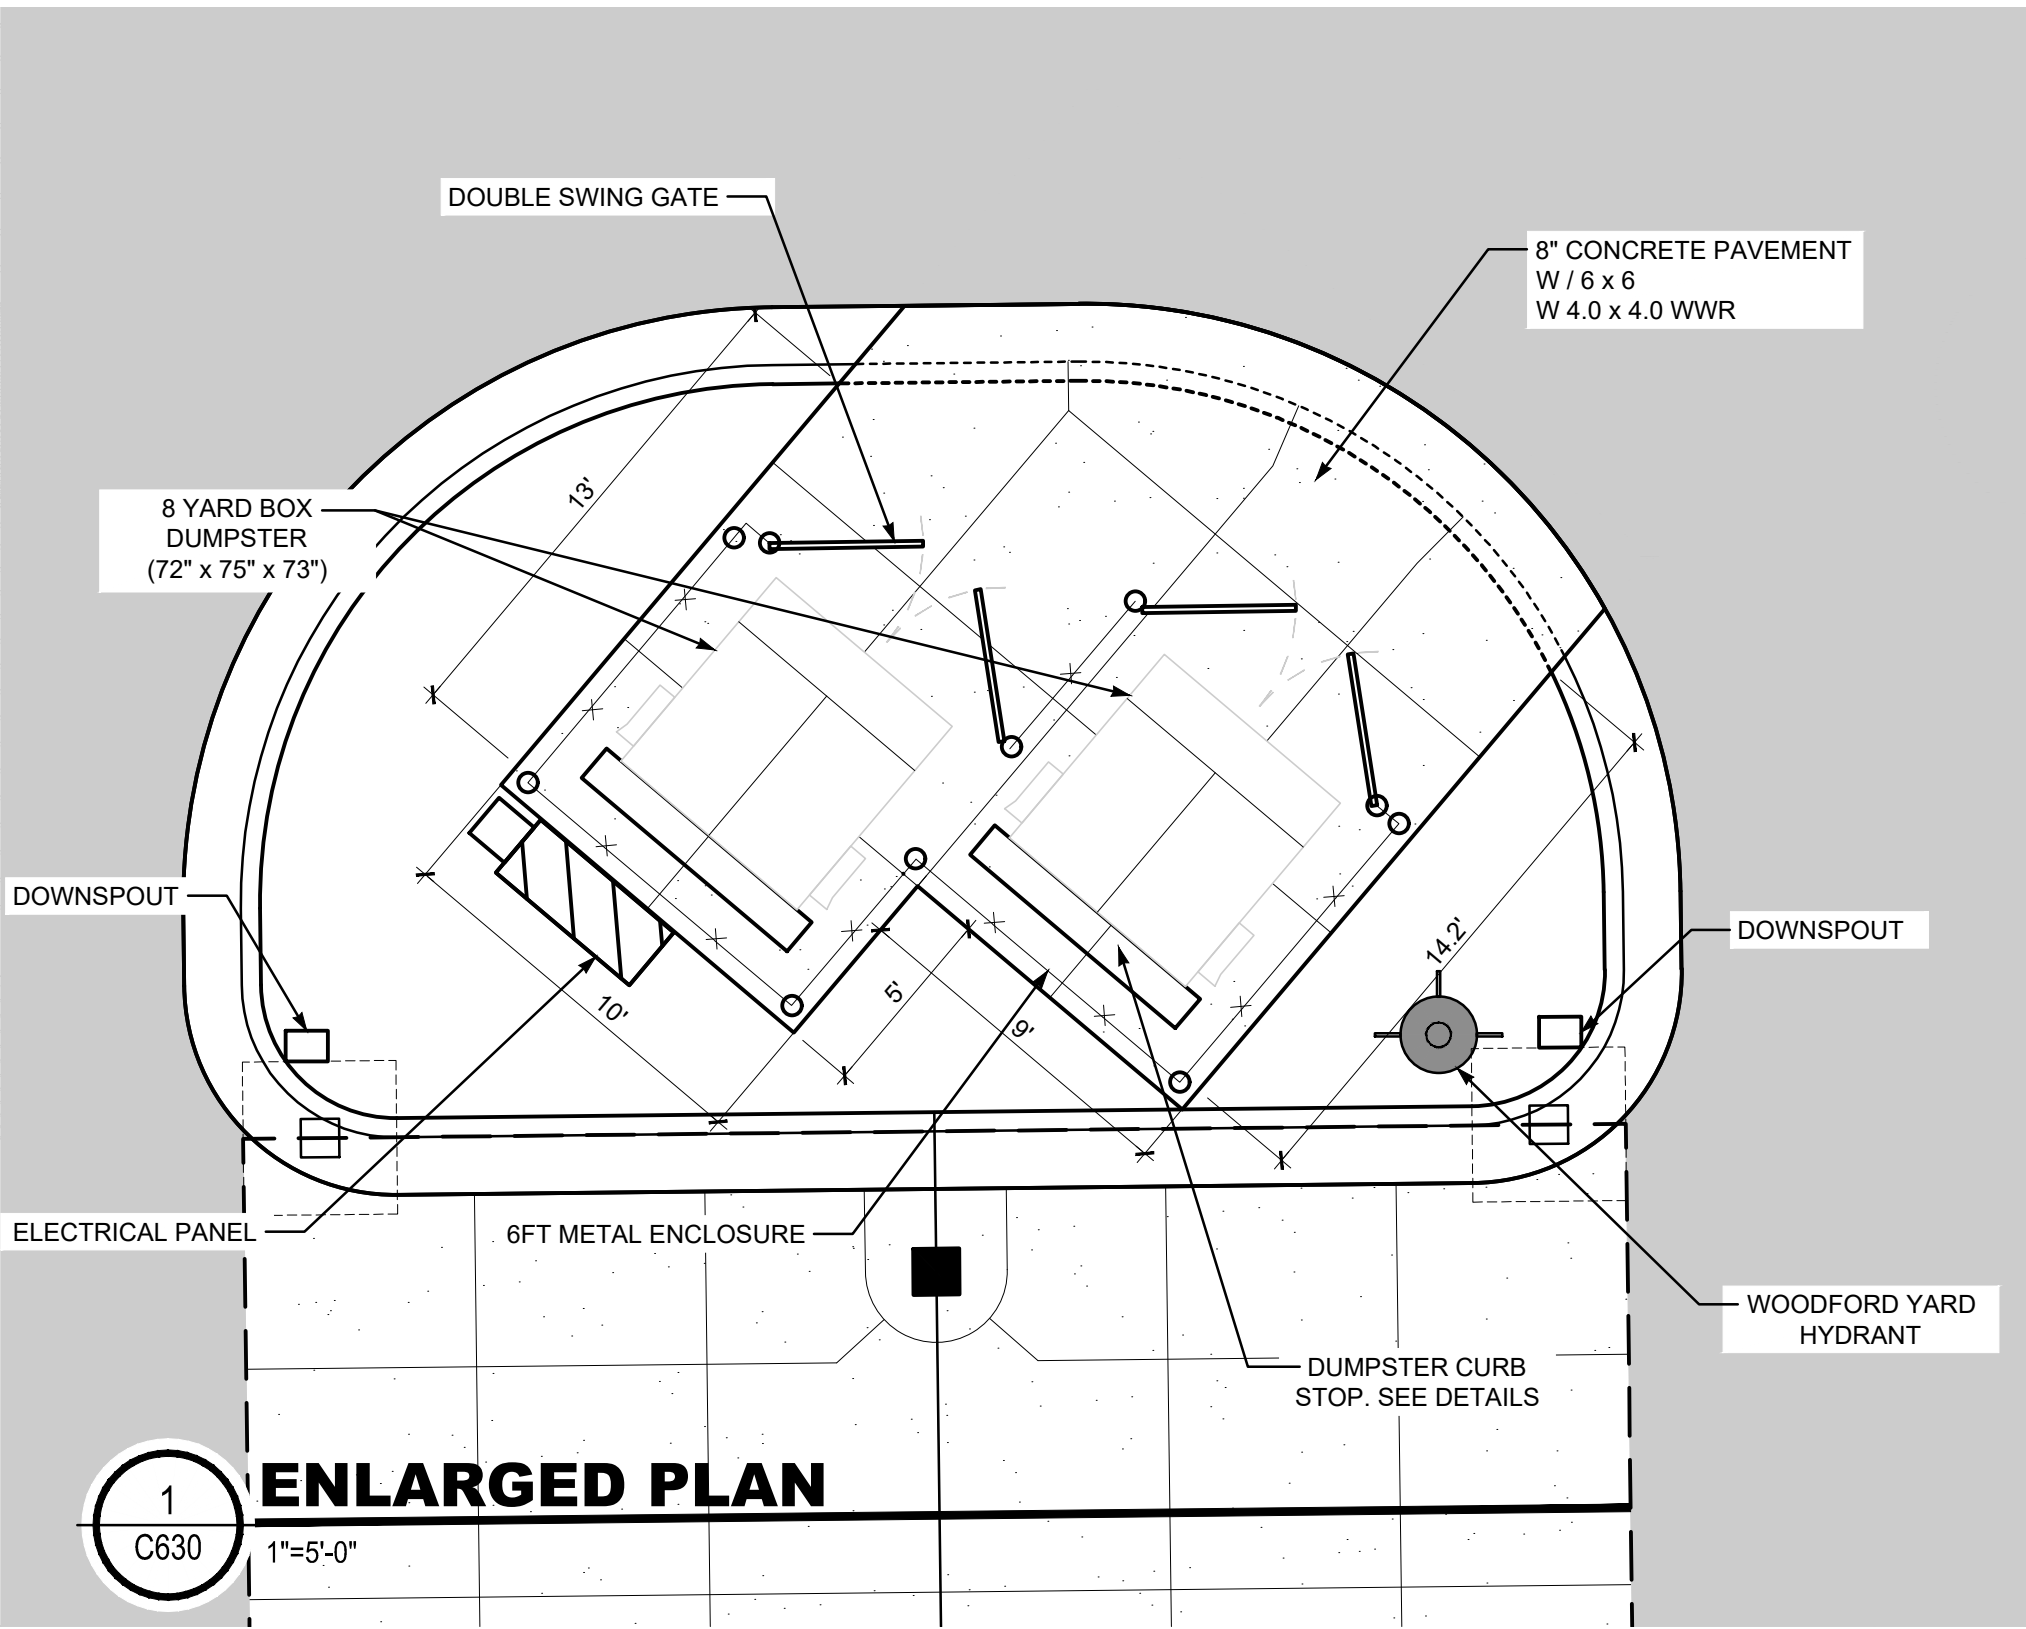 DOUBLE SWING GATE
8" CONCRETE PAVEMENT
W / 6 x 6
W 4.0 x 4.0 WWR
13'
8 YARD BOX
DUMPSTER
(72" x 75" x 73")
DOWNSPOUT
DOWNSPOUT
14.2'
10'
5'
9'
ELECTRICAL PANEL
6FT METAL ENCLOSURE
WOODFORD YARD
HYDRANT
DUMPSTER CURB
STOP. SEE DETAILS
1
C630
ENLARGED PLAN
1"=5'-0"